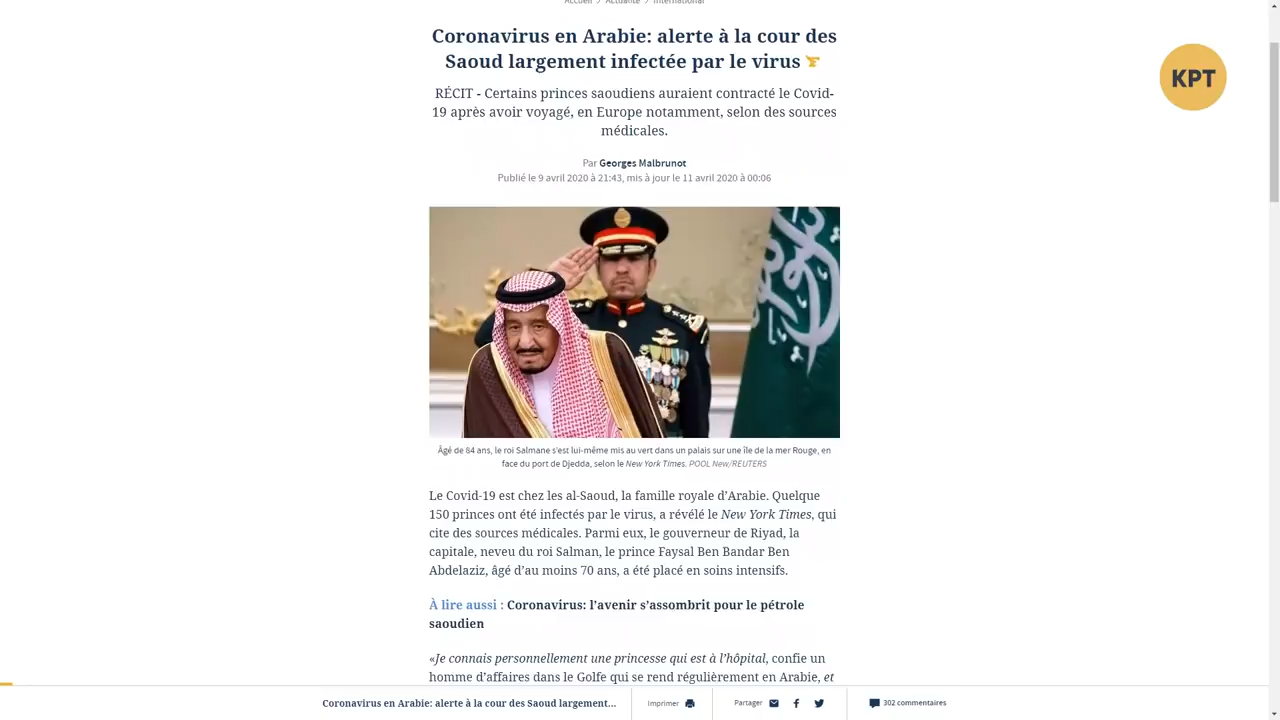 Accueil > Actualité > International
Coronavirus en Arabie: alerte à la cour des
Saoud largement infectée par le virus
KPT
RÉCIT - Certains princes saoudiens auraient contracté le Covid-
19 après avoir voyagé, en Europe notamment, selon des sources
médicales.
Par Georges Malbrunot
Publié le 9 avril 2020 à 21:43, mis à jour le 11 avril 2020 à 00:06
Âgé de 84 ans, le roi Salmane s'est lui-même mis au vert dans un palais sur une île de la mer Rouge, en
face du port de Djedda, selon le New York Times. POOL New/REUTERS
Le Covid-19 est chez les al-Saoud, la famille royale d'Arabie. Quelque
150 princes ont été infectés par le virus, a révélé le New York Times, qui
cite des sources médicales. Parmi eux, le gouverneur de Riyad, la
capitale, neveu du roi Salman, le prince Faysal Ben Bandar Ben
Abdelaziz, âgé d'au moins 70 ans, a été placé en soins intensifs.
À lire aussi : Coronavirus: l'avenir s'assombrit pour le pétrole
saoudien
«Je connais personnellement une princesse qui est à l'hôpital, confie un
homme d'affaires dans le Golfe qui se rend régulièrement en Arabie, et
Coronavirus en Arabie: alerte à la cour des Saoud largement...
Imprimer
Partager
302 commentaires